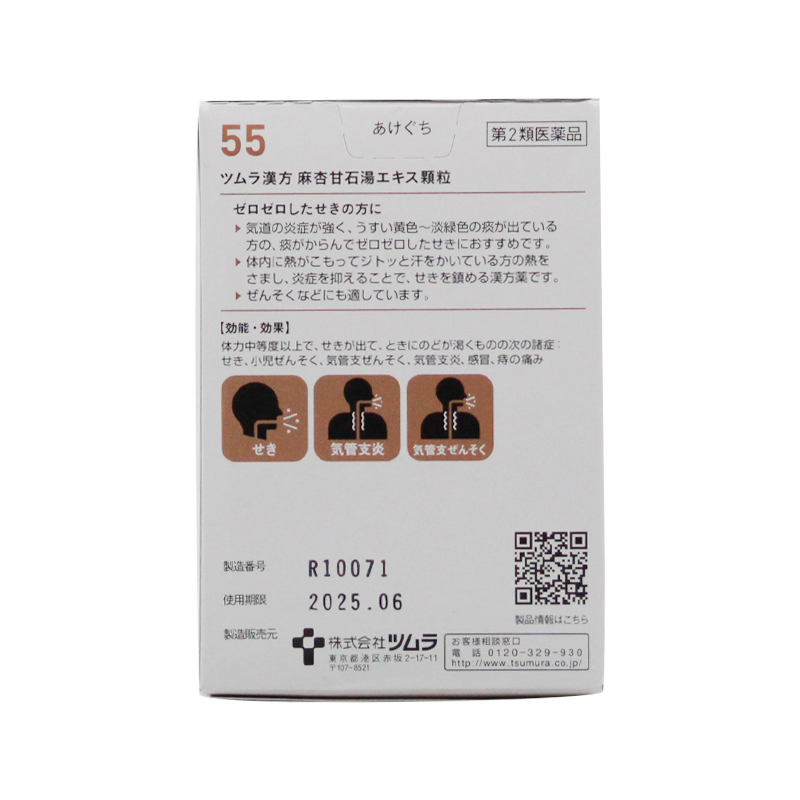 あけぐち
55
第2類医薬品
ツムラ漢方 麻杏甘石湯エキス顆粒
ゼロゼロしたせきの方に
気道の炎症が強く、うすい黄色〜淡緑色の痰が出ている
方の、痰がからんでゼロゼロしたせきにおすすめです。
体内に熱がこもってジトッと汗をかいている方の熱を
さまし、炎症を抑えることで、せきを鎮める漢方薬です。
ぜんそくなどにも適しています。
【効能・効果】
体力中等度以上で、せきが出て、ときにのどが渇くものの次の諸症:
せき、小児ぜんそく、気管支ぜんそく、気管支炎、感冒、痔の痛み
せき
気管支炎
気管支ぜんそく
製造番号 R10071
使用期限 2025.06
製品情報はこちら
製造販売元
株式会社ツムラ
東京都港区赤坂2-17-11
〒107-8521
お客様相談窓口
電話 0120-329-930
http://www.tsumura.co.jp/